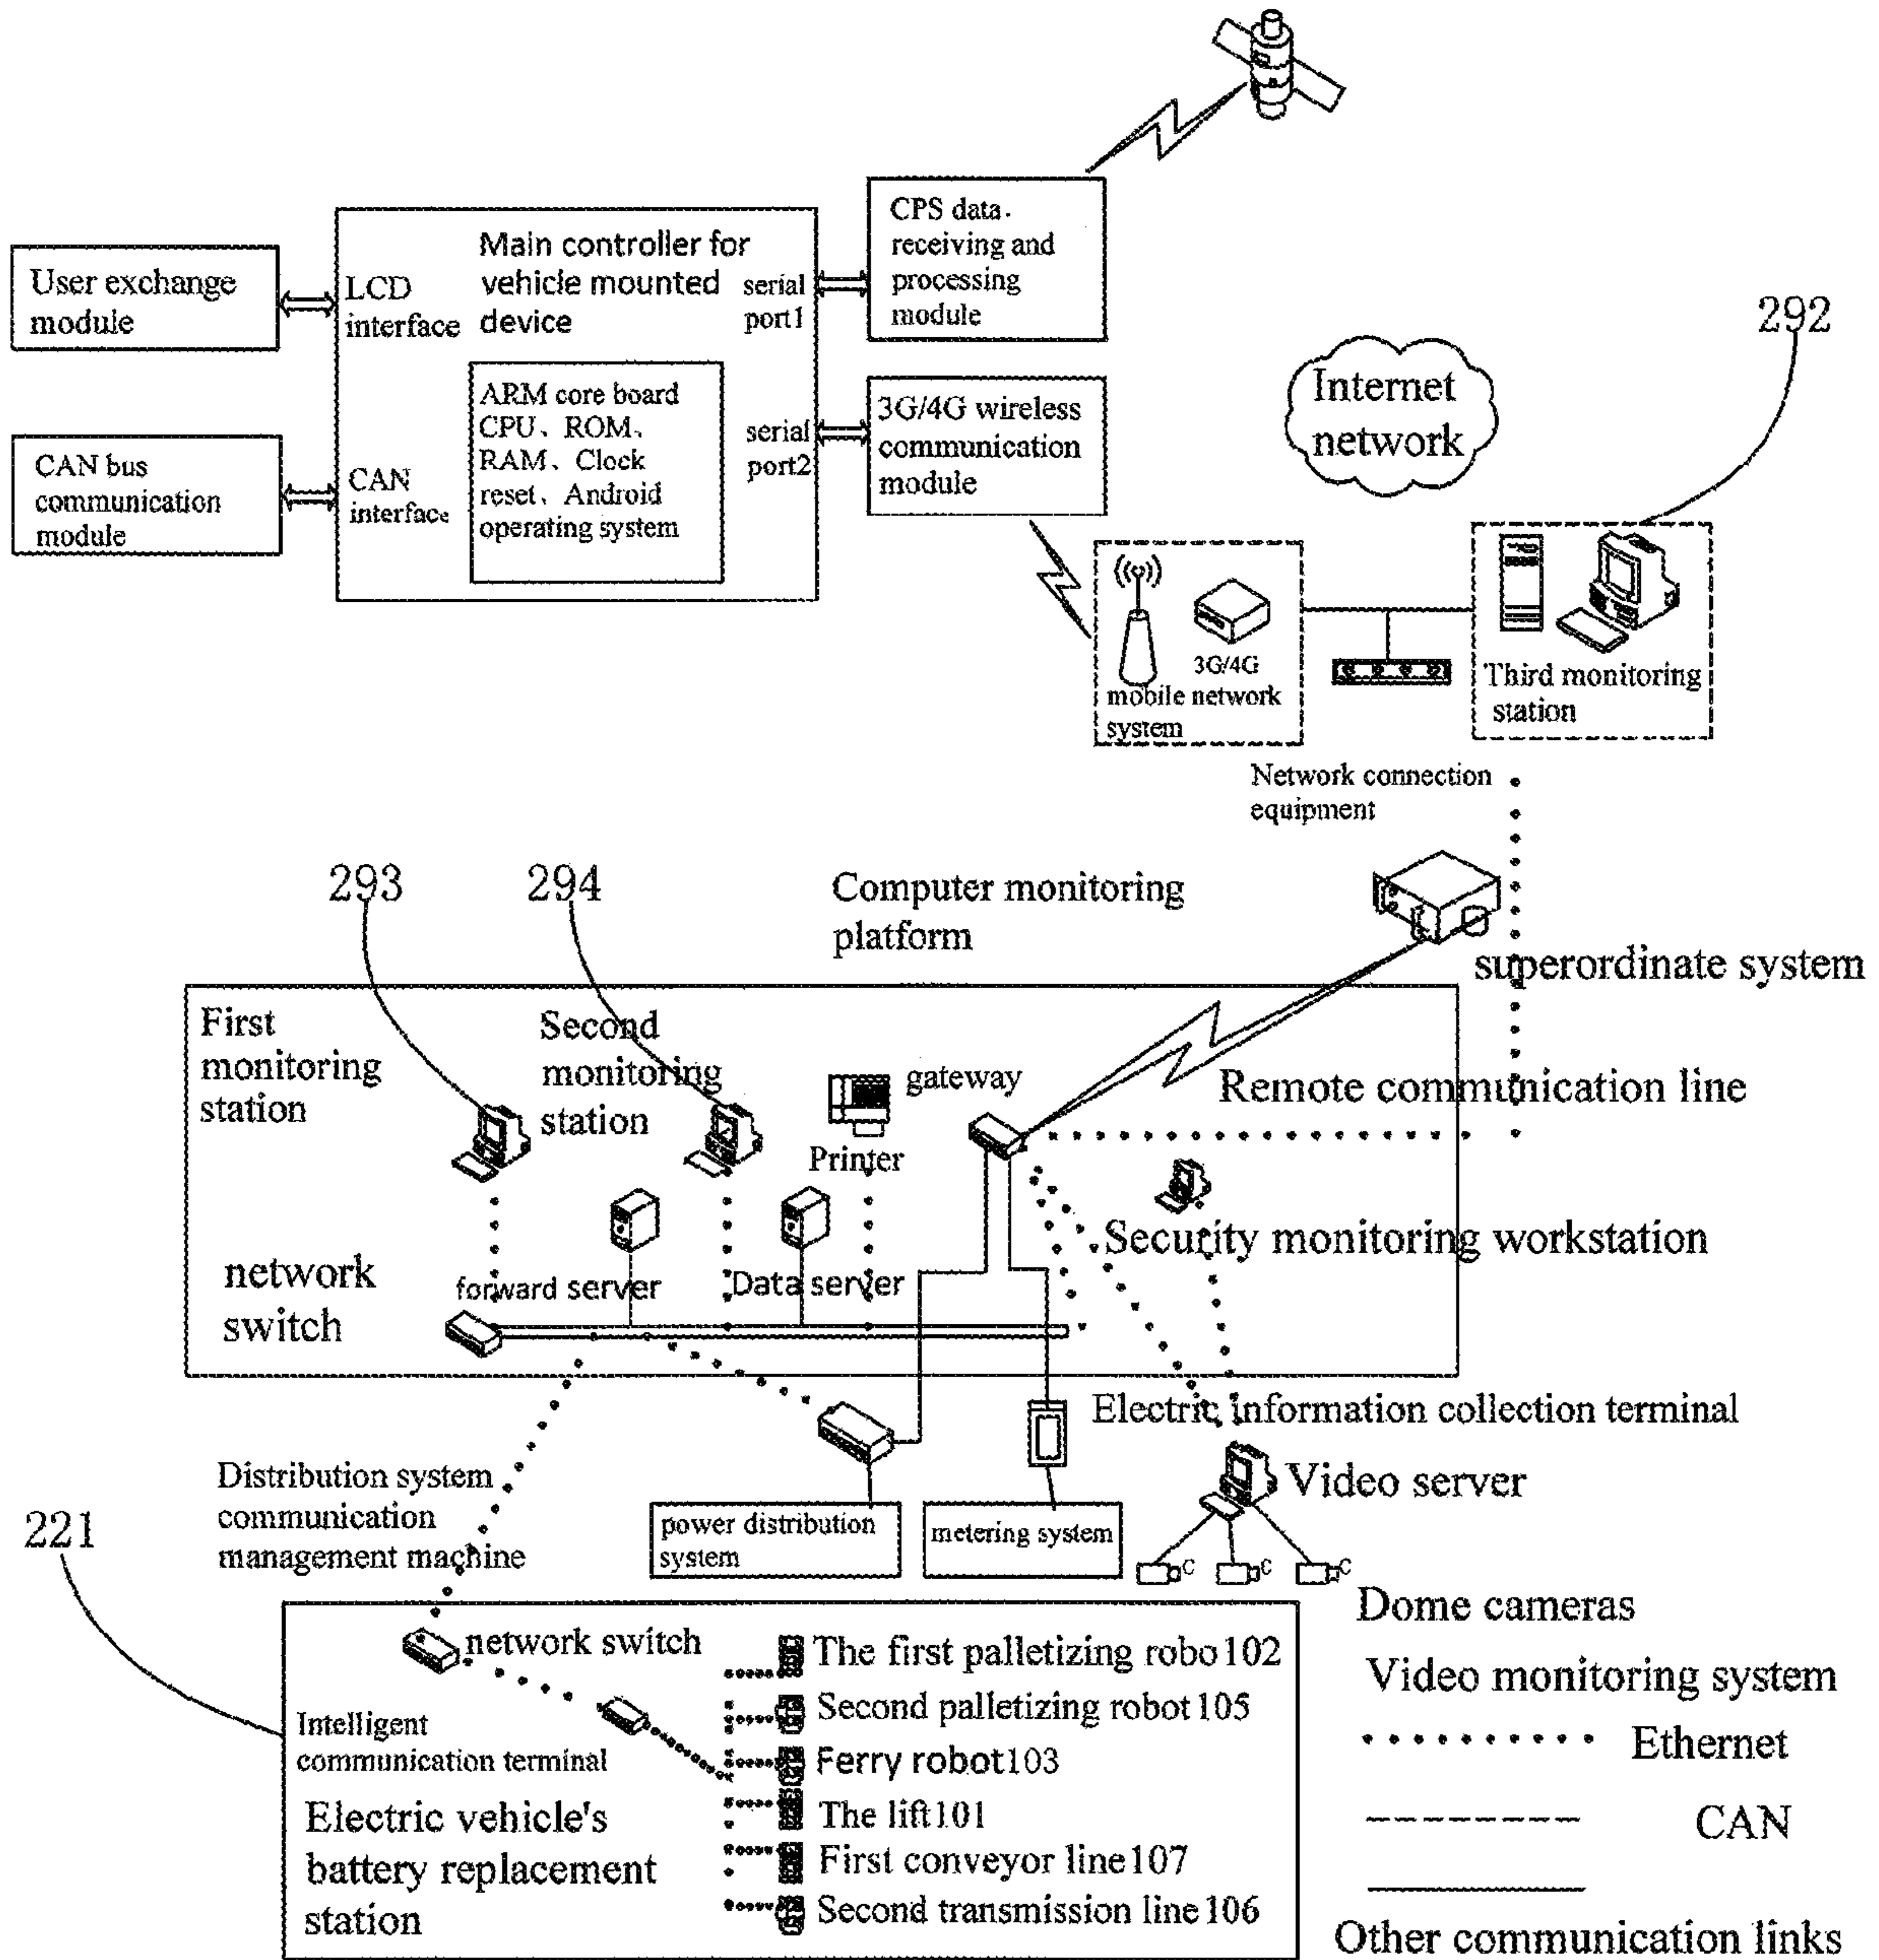 User exchange
module
CAN bus
communication
module
Main controller for
vehicle mounted
device
LCD
interface
CAN
interface
ARM core board
CPU、ROM、
RAM、Clock
reset、Android
operating system
serial
port1
serial
port2
CPS data.
receiving and
processing
module
3G/4G wireless
communication
module
Internet
network
292
3G/4G
mobile network
system
Third monitoring
station
Network connection
equipment
293
294
Computer monitoring
platform
superordinate system
First
monitoring
station
Second
monitoring
station
gateway
Printer
Remote communication line
Security monitoring workstation
network
switch
forward server
Data server
Electric information collection terminal
Distribution system
communication
management machine
power distribution
system
metering system
Video server
C
C
C
221
network switch
Intelligent
communication terminal
Electric vehicle's
battery replacement
station
The first palletizing robo102
Second palletizing robot105
Ferry robot103
The lift101
First conveyor line107
Second transmission line106
Dome cameras
Video monitoring system
Ethernet
CAN
Other communication links